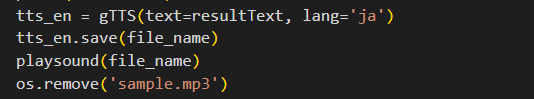 tts_en = gTTS(text=resultText, lang='ja')
tts_en.save(file_name)
playsound(file_name)
os.remove('sample.mp3')